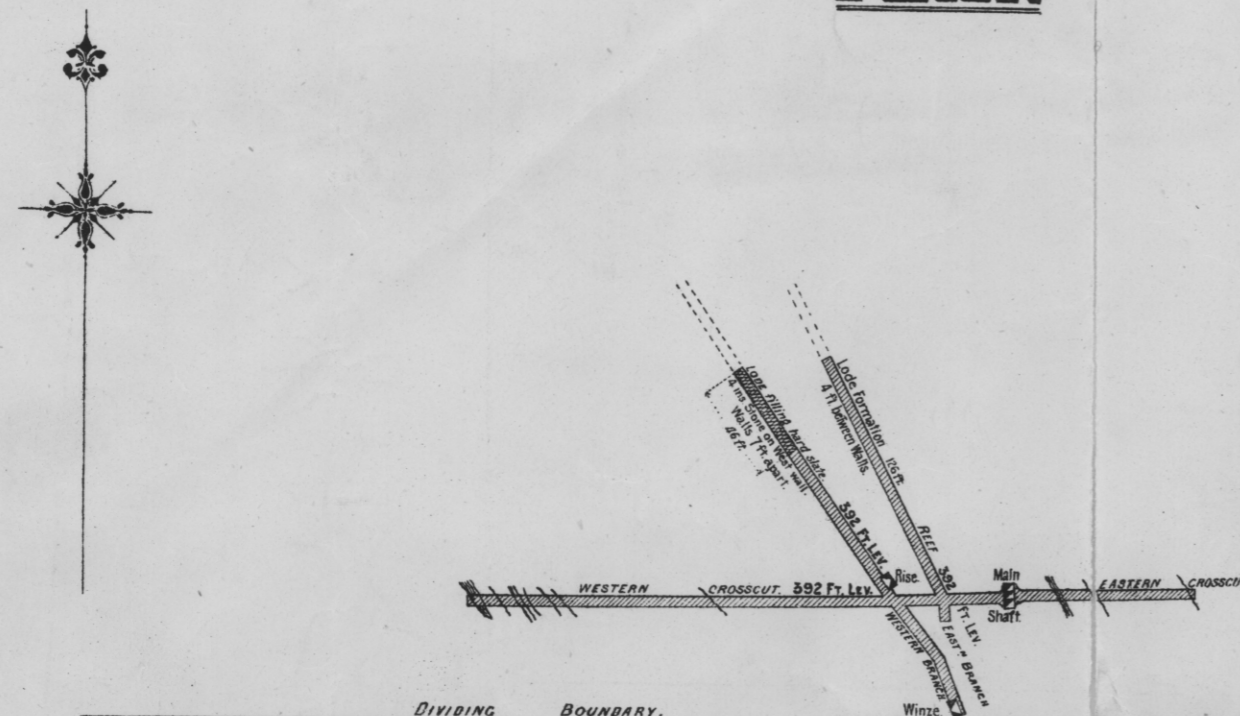 Lode filling hard slate
4 ins Stone on West wall.
Walls 7 ft. apart.
46 ft.
Lode Formation 126 ft.
4 ft between Walls.
392 FT. LEV.
REEF 392 FT. LEV.
Rise
Main
Shaft
WESTERN CROSSCUT. 392 FT. LEV.
EASTERN CROSSCU
WESTERN BRANCH
EAST.N BRANCH
Winze
DIVIDING BOUNDARY.